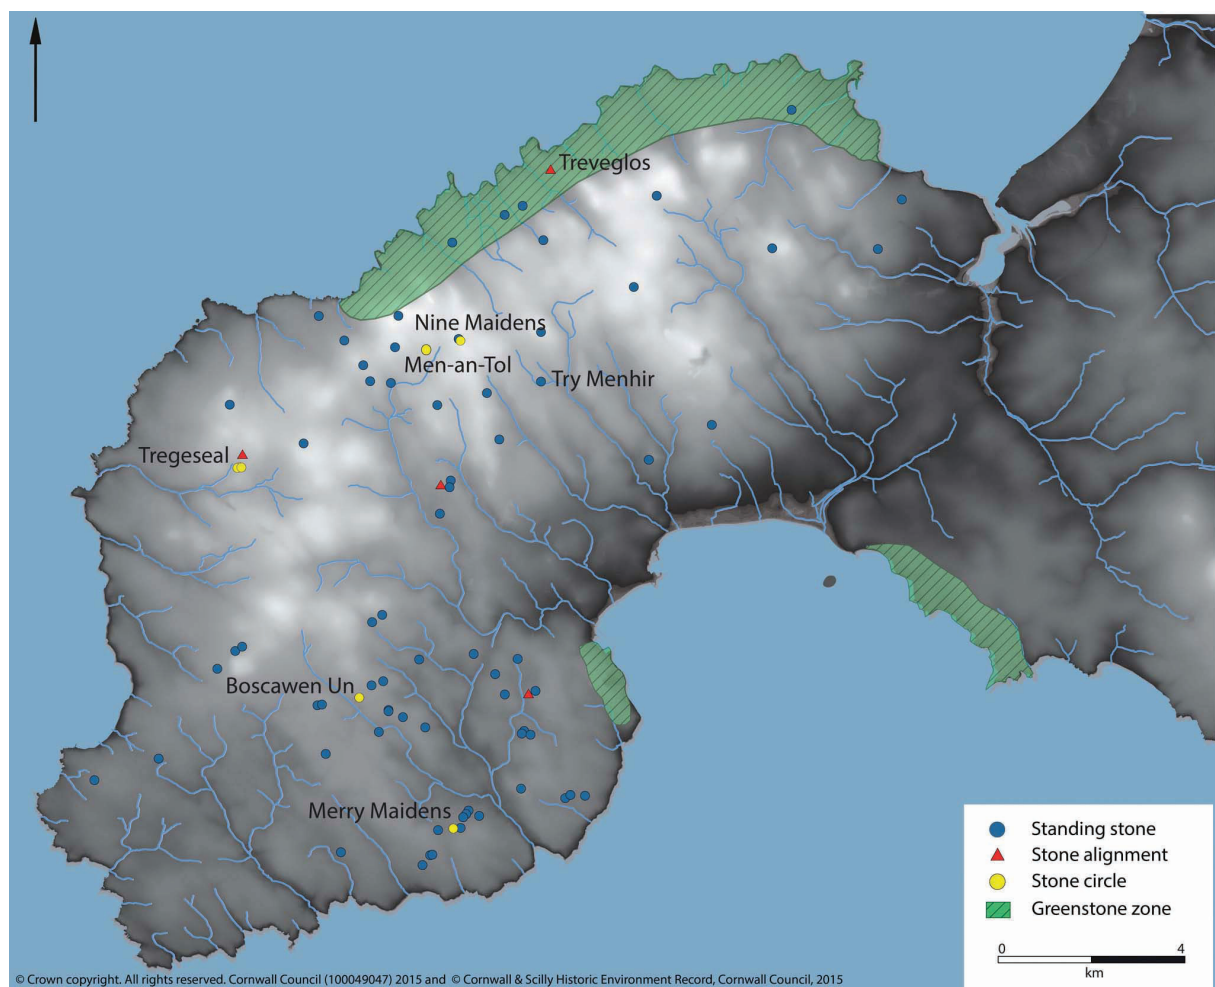 Treveglos
Nine Maidens
Men-an-Tol
Try Menhir
Tregeseal
Boscawen Un
Merry Maidens
Standing stone
Stone alignment
Stone circle
Greenstone zone
0 4
km
© Crown copyright. All rights reserved. Cornwall Council (100049047) 2015 and © Cornwall & Scilly Historic Environment Record, Cornwall Council, 2015